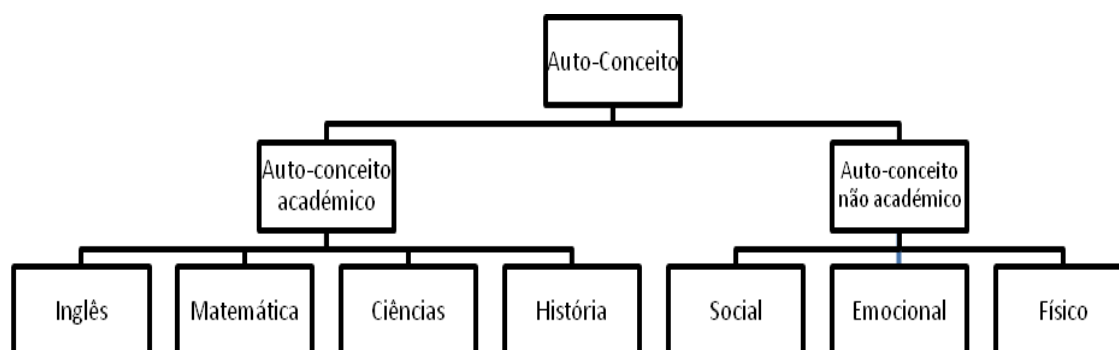 Auto-Conceito
Auto-conceito
académico
Auto-conceito
não académico
Inglês
Matemática
Ciências
História
Social
Emocional
Físico